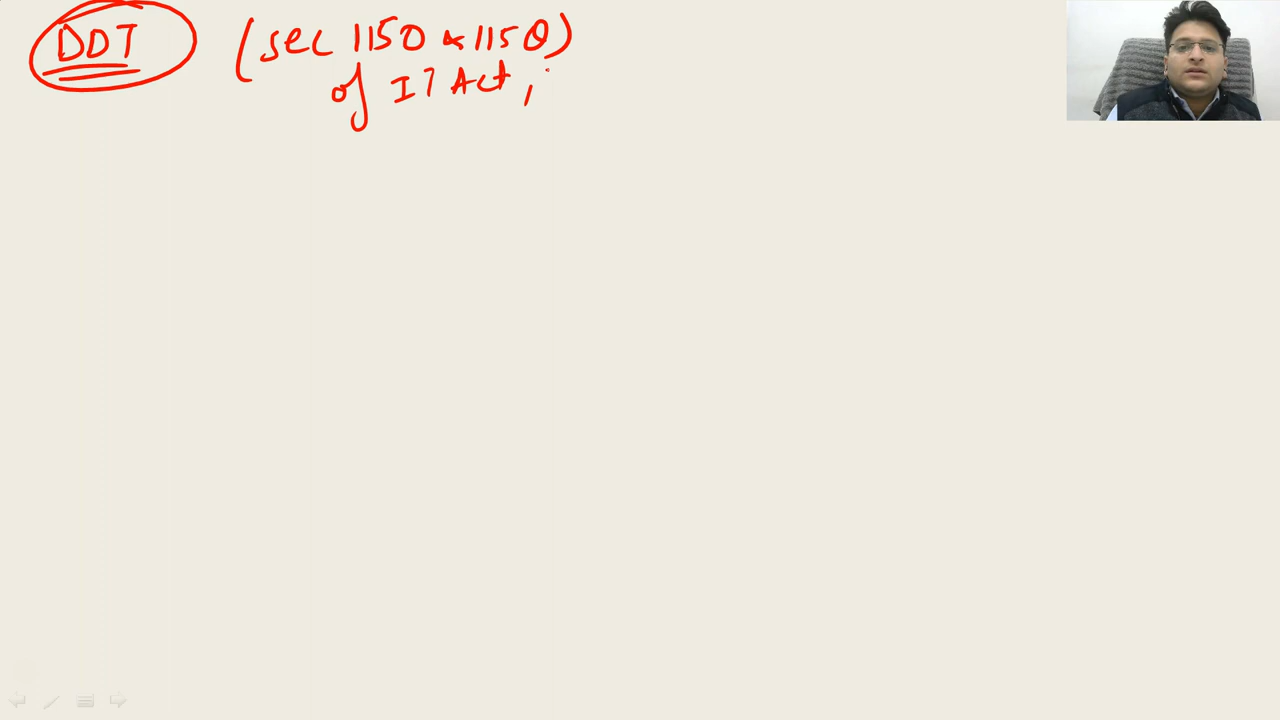 DDT (sec 115O & 115Q)
of IT Act,